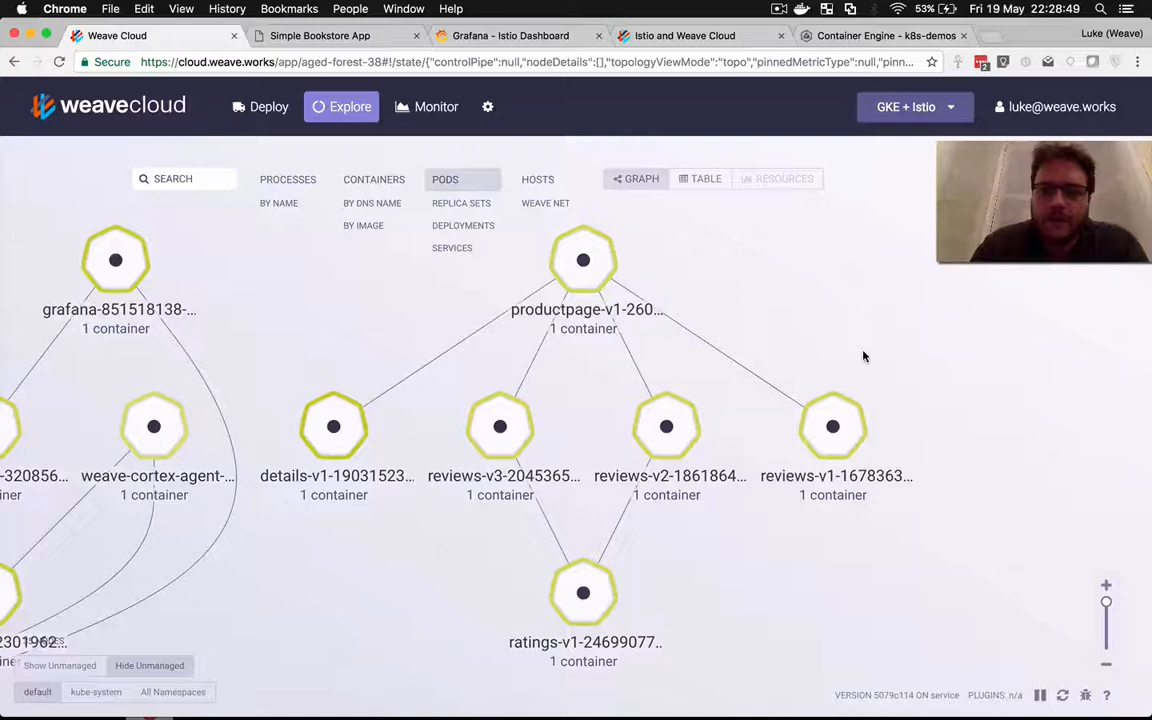 Chrome File Edit View History Bookmarks People Window Help 53% Fri 19 May 22:28:49
Weave Cloud Simple Bookstore App Grafana - Istio Dashboard Istio and Weave Cloud Container Engine - k8s-demos Luke (Weave)
Secure https://cloud.weave.works/app/aged-forest-38#!/state/{"controlPipe":null,"nodeDetails":[],"topologyViewMode":"topo","pinnedMetricType":null,"pinn... 2
weavecloud Deploy Explore Monitor GKE + Istio luke@weave.works
SEARCH PROCESSES CONTAINERS PODS HOSTS GRAPH TABLE RESOURCES
BY NAME BY DNS NAME REPLICA SETS WEAVE NET
BY IMAGE DEPLOYMENTS
SERVICES
grafana-851518138-... productpage-v1-260...
1 container 1 container
-320856... weave-cortex-agent-... details-v1-19031523... reviews-v3-2045365... reviews-v2-1861864... reviews-v1-1678363...
ner 1 container 1 container 1 container 1 container 1 container
2301962... ratings-v1-24699077...
1 container
Show Unmanaged Hide Unmanaged
default kube-system All Namespaces VERSION 5079c114 ON service PLUGINS: n/a